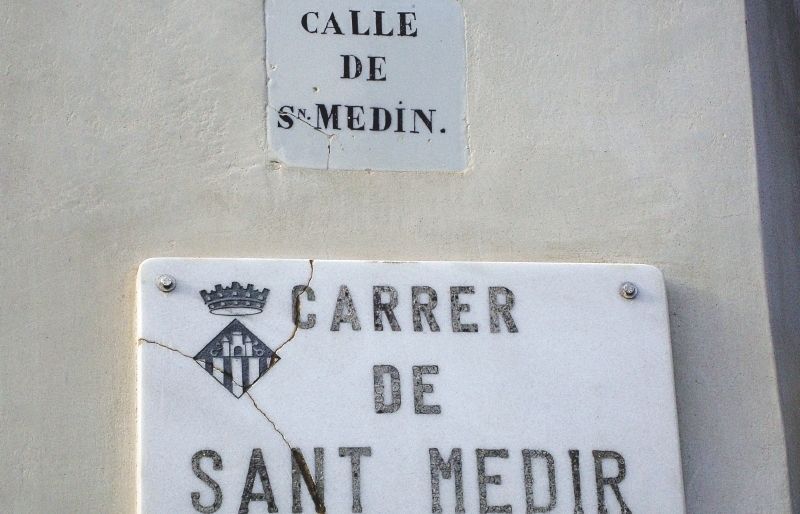 CALLE
DE
SN. MEDIN.
CARRER
DE
SANT MEDIR